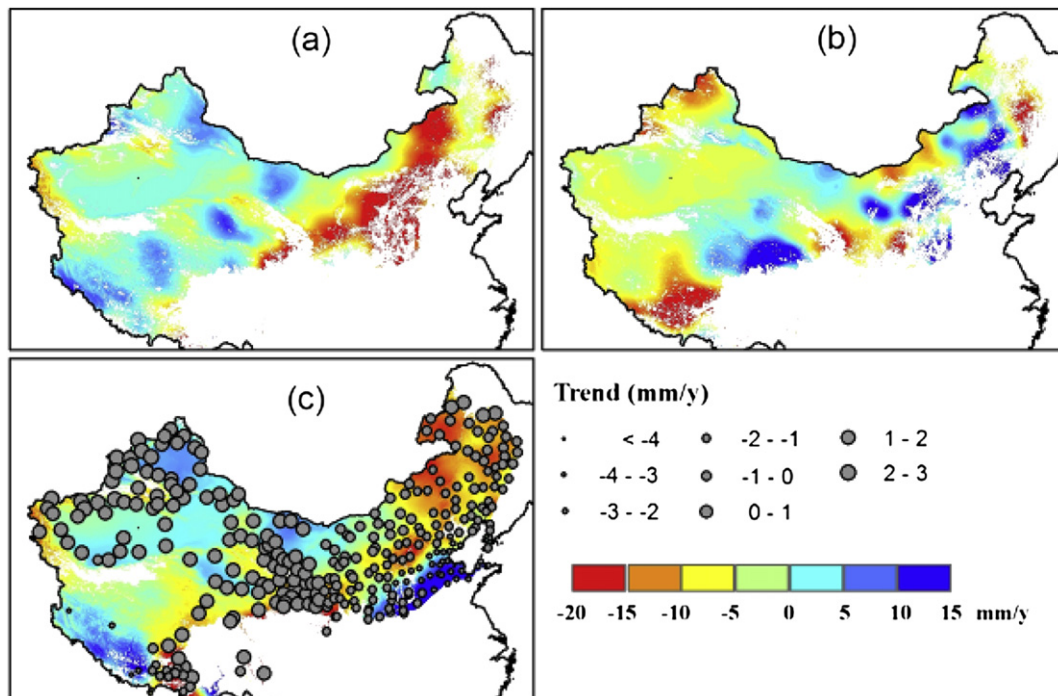 (a)
(b)
(c)
Trend (mm/y)
< -4 -2 - -1 1 - 2
-4 - -3 -1 - 0 2 - 3
-3 - -2 0 - 1
-20 -15 -10 -5 0 5 10 15 mm/y